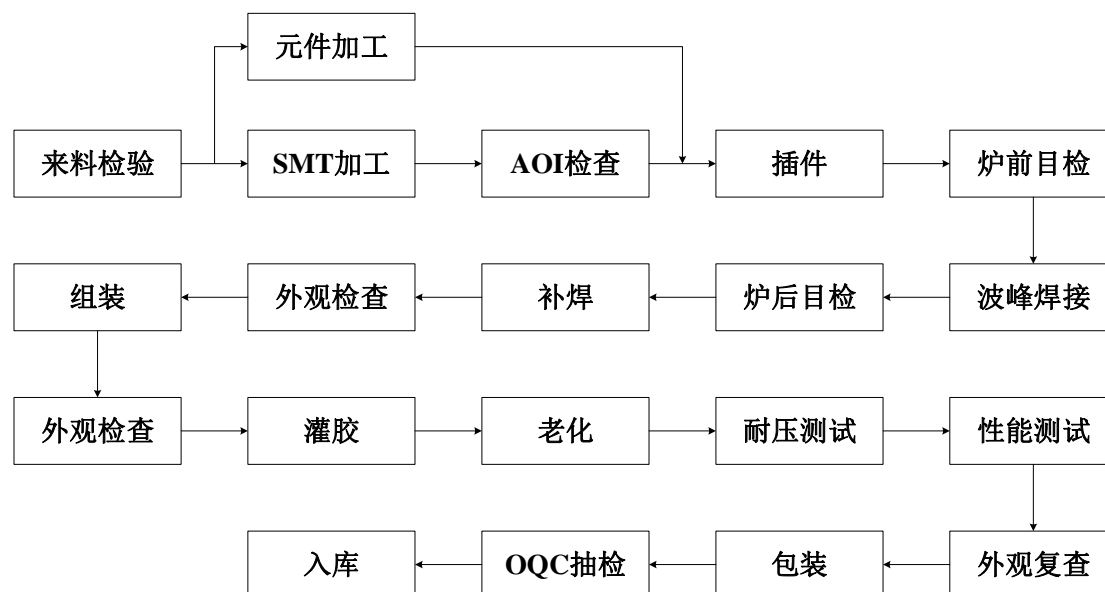 元件加工
来料检验
SMT加工
AOI检查
插件
炉前目检
组装
外观检查
补焊
炉后目检
波峰焊接
外观检查
灌胶
老化
耐压测试
性能测试
入库
OQC抽检
包装
外观复查